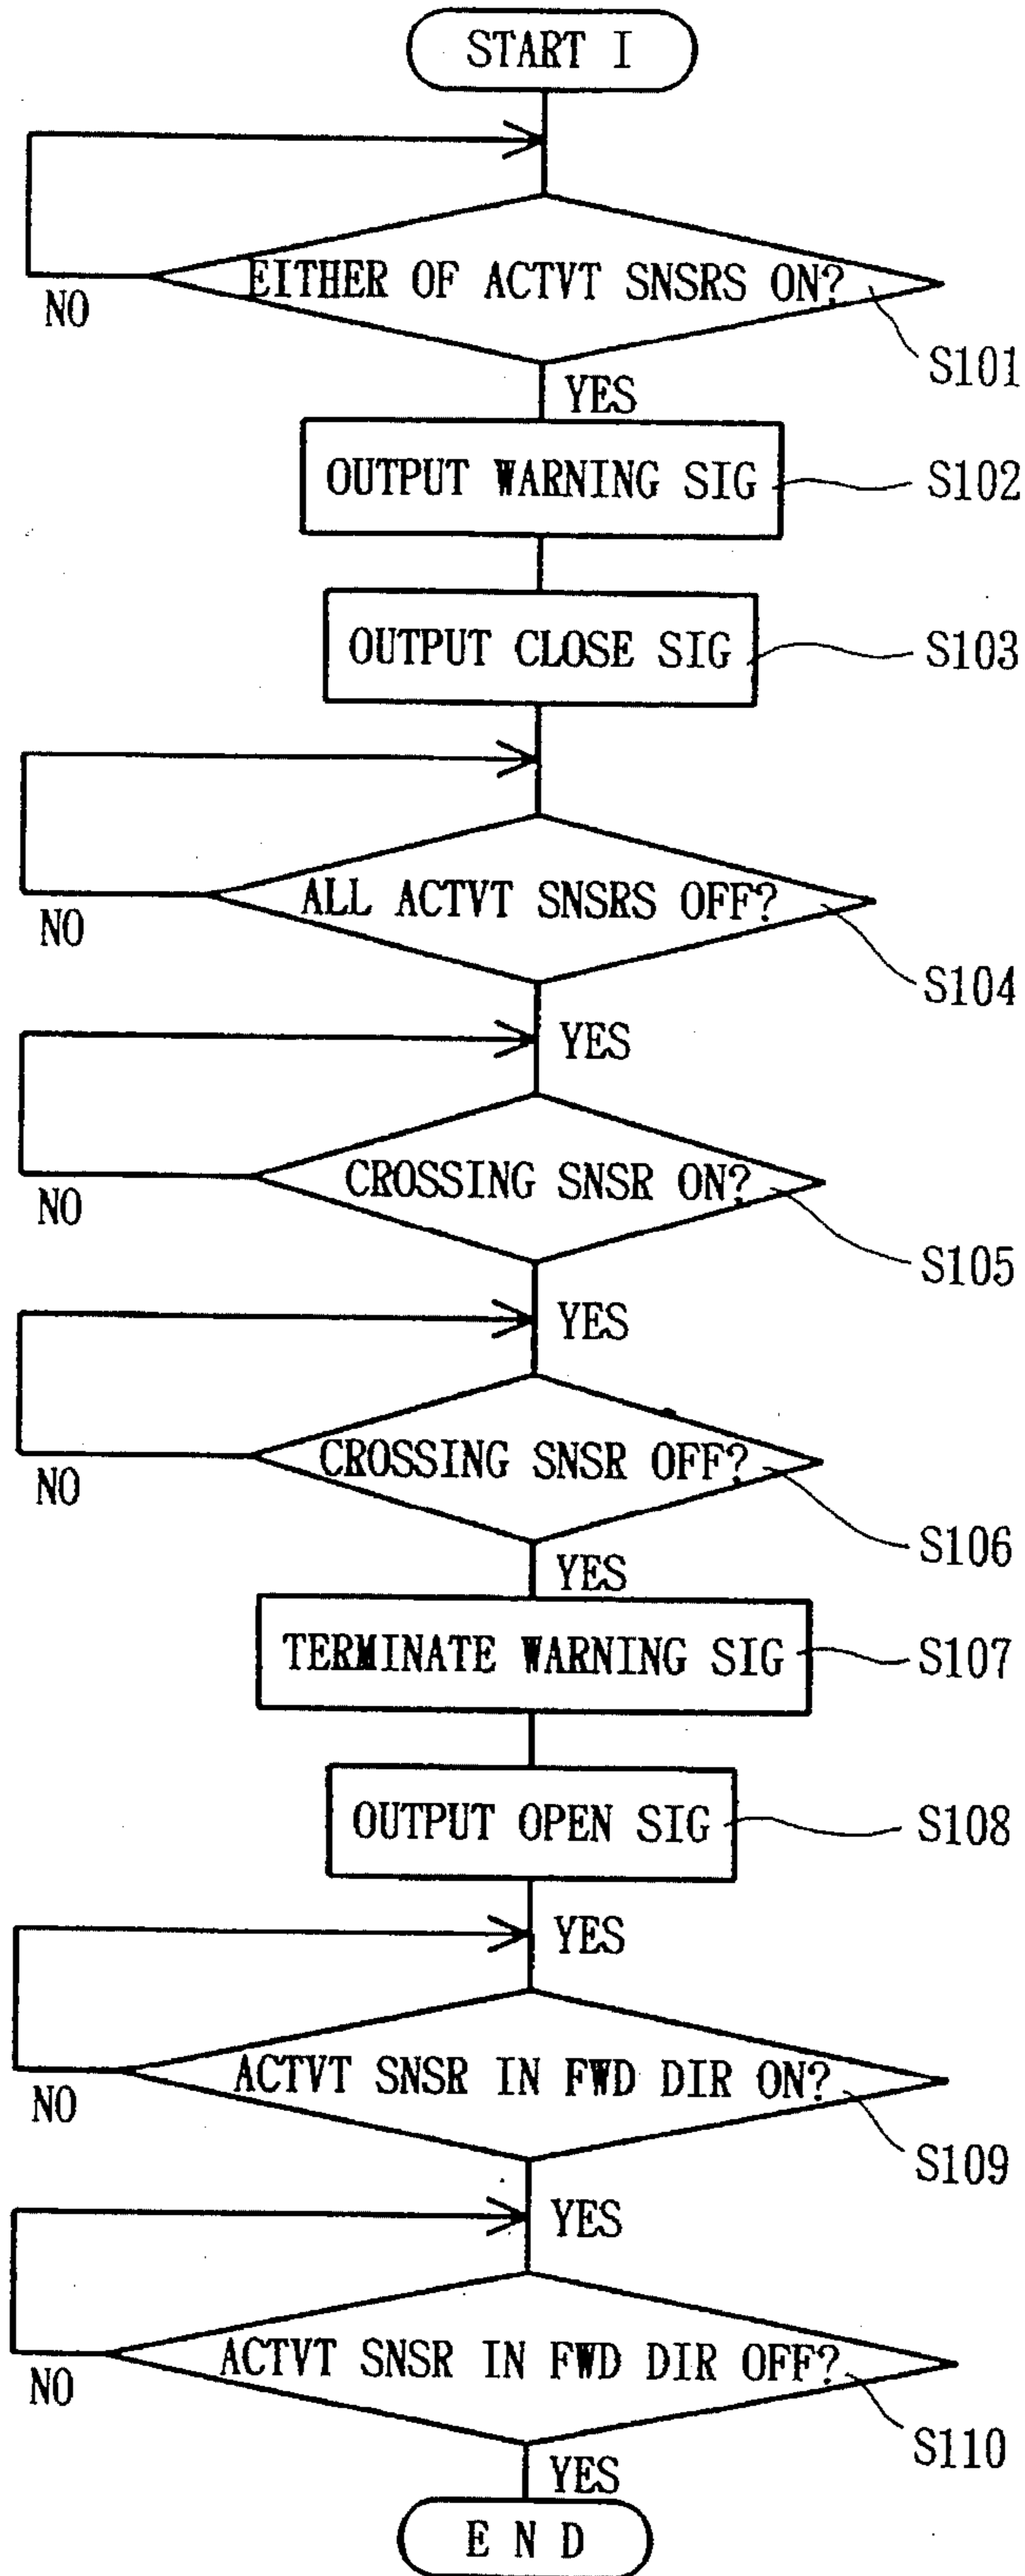 START I
EITHER OF ACTVT SNSRS ON?
NO
S101
YES
OUTPUT WARNING SIG
S102
OUTPUT CLOSE SIG
S103
ALL ACTVT SNSRS OFF?
NO
S104
YES
CROSSING SNSR ON?
NO
S105
YES
CROSSING SNSR OFF?
NO
S106
YES
TERMINATE WARNING SIG
S107
OUTPUT OPEN SIG
S108
YES
ACTVT SNSR IN FWD DIR ON?
NO
S109
YES
ACTVT SNSR IN FWD DIR OFF?
NO
S110
YES
E N D